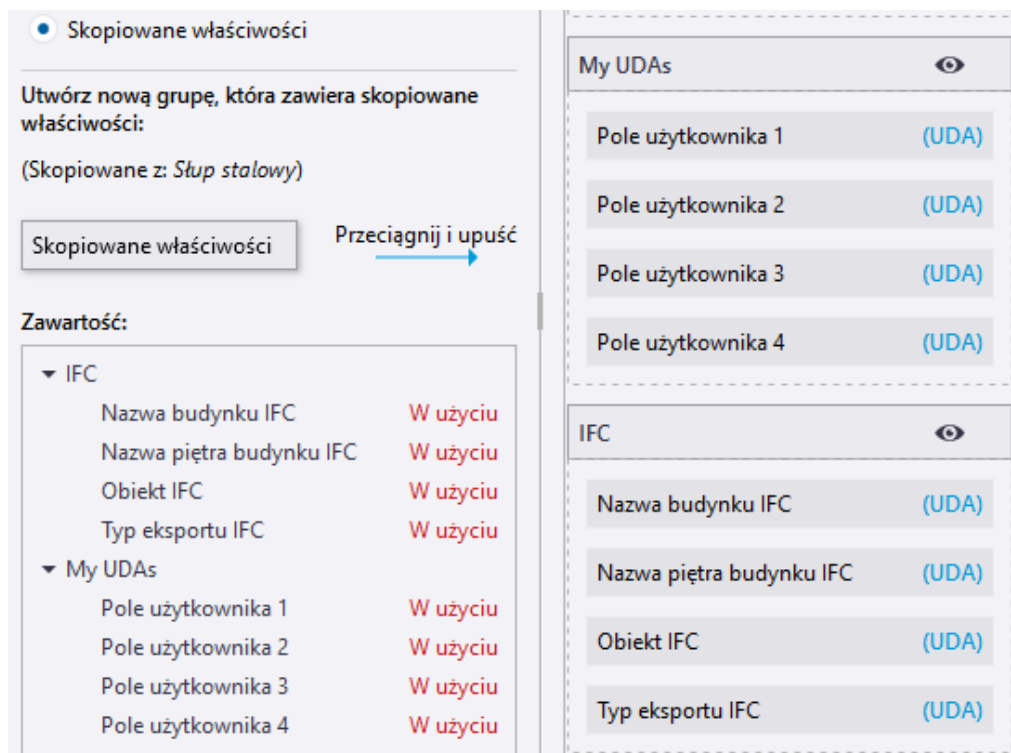 Skopiowane właściwości
Utwórz nową grupę, która zawiera skopiowane
właściwości:
(Skopiowane z: Słup stalowy)
Skopiowane właściwości
Przeciągnij i upuść
Zawartość:
IFC
Nazwa budynku IFC W użyciu
Nazwa piętra budynku IFC W użyciu
Obiekt IFC W użyciu
Typ eksportu IFC W użyciu
My UDAs
Pole użytkownika 1 W użyciu
Pole użytkownika 2 W użyciu
Pole użytkownika 3 W użyciu
Pole użytkownika 4 W użyciu
My UDAs
Pole użytkownika 1 (UDA)
Pole użytkownika 2 (UDA)
Pole użytkownika 3 (UDA)
Pole użytkownika 4 (UDA)
IFC
Nazwa budynku IFC (UDA)
Nazwa piętra budynku IFC (UDA)
Obiekt IFC (UDA)
Typ eksportu IFC (UDA)